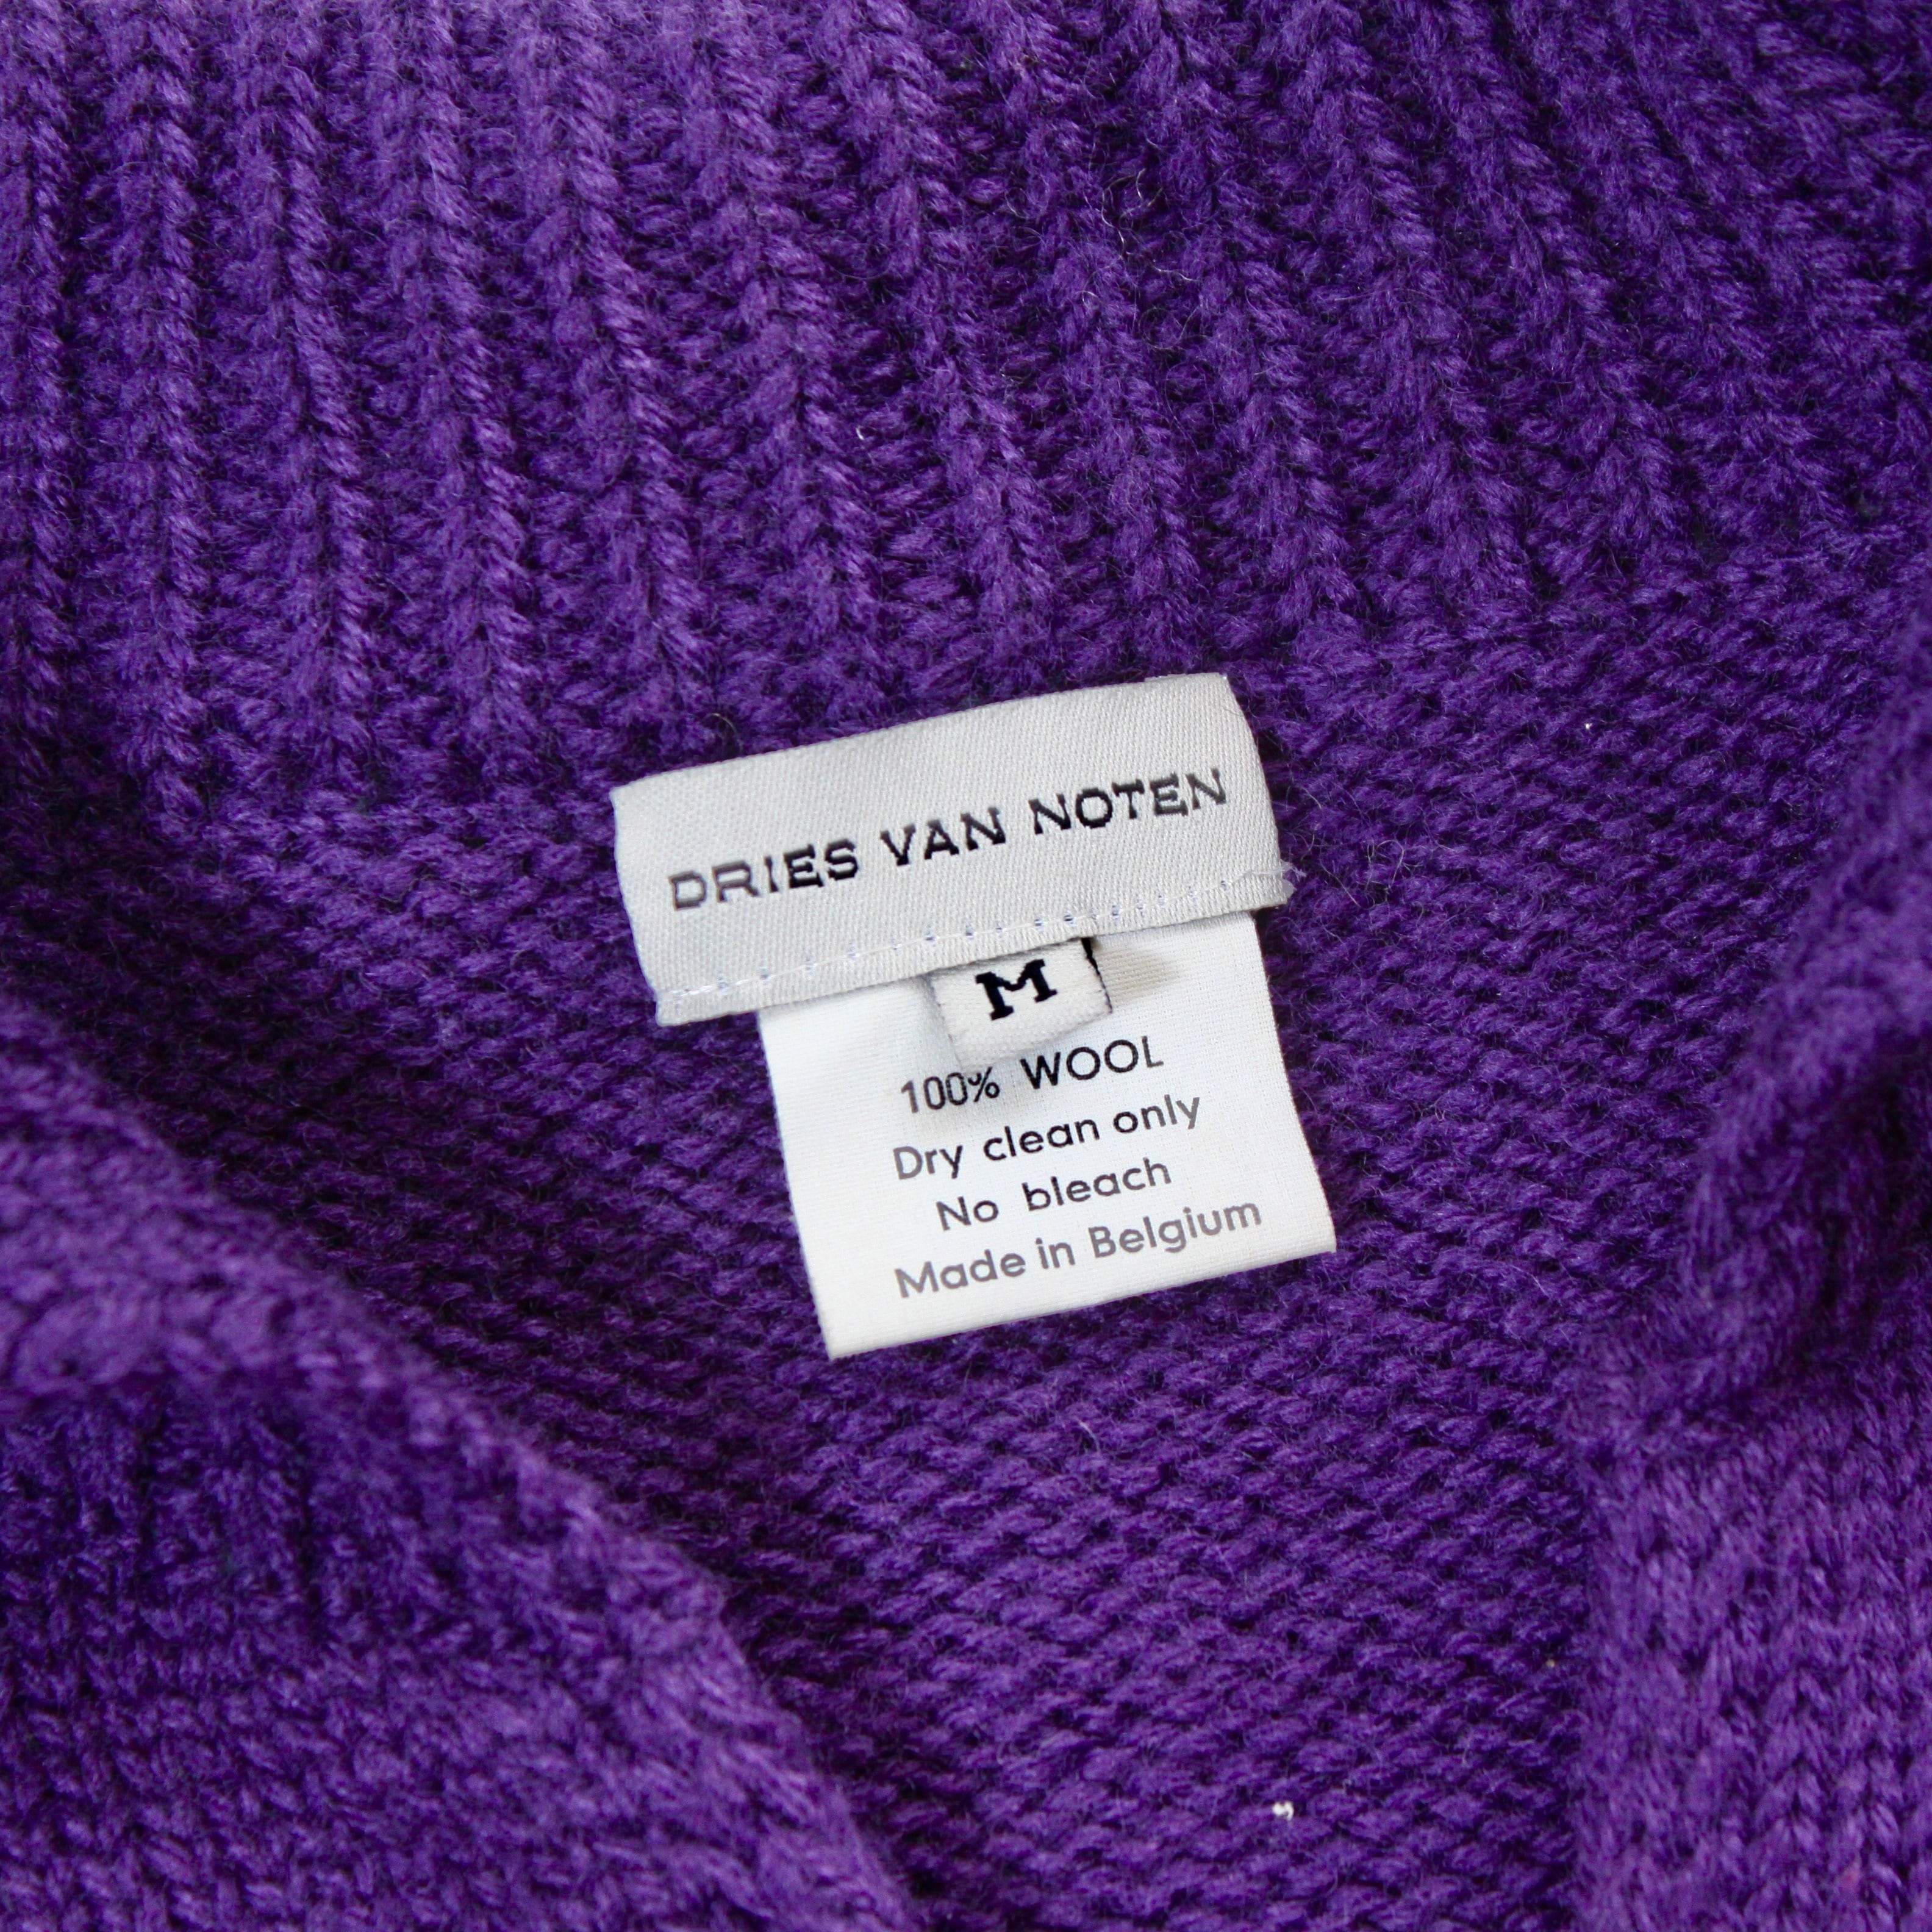 DRIES VAN NOTEN
M
100% WOOL
Dry clean only
No bleach
Made in Belgium